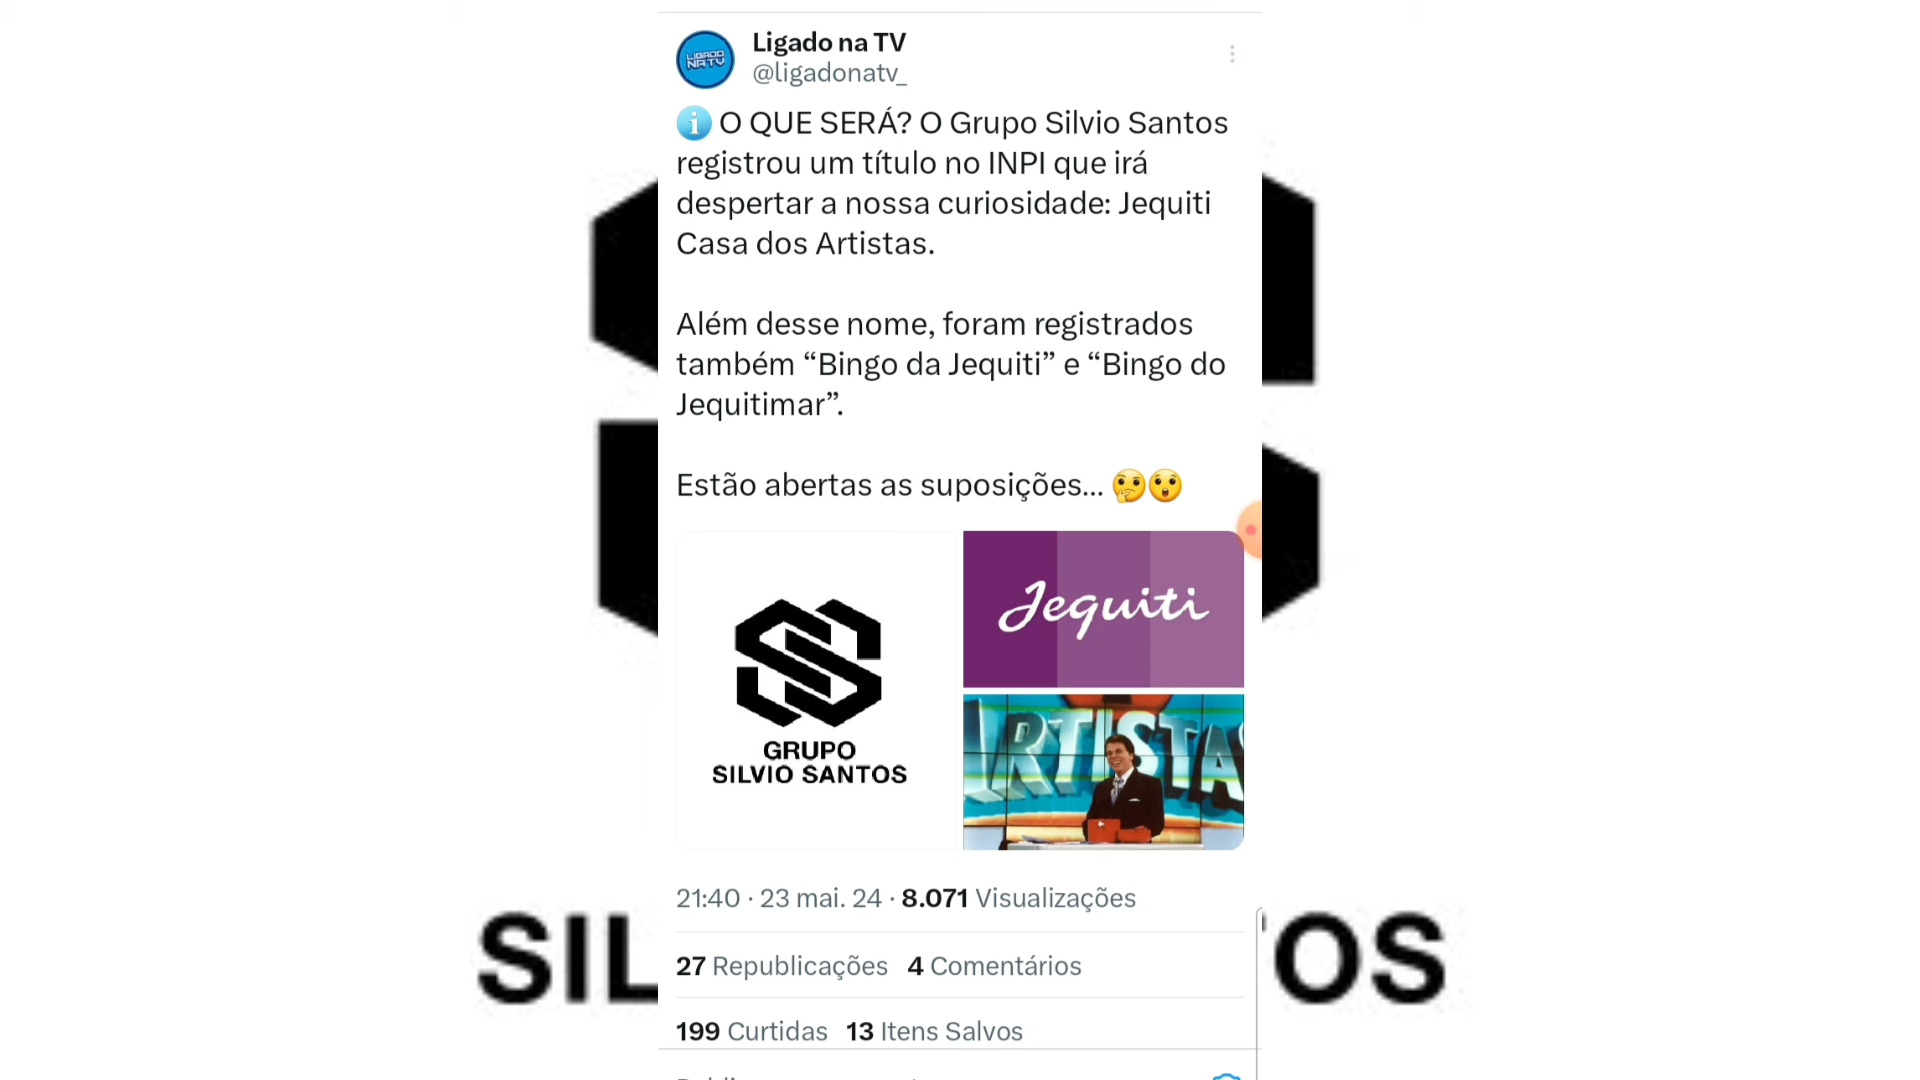 LIGADO
NATV
Ligado na TV
@ligadonatv_
O QUE SERÁ? O Grupo Silvio Santos
registrou um título no INPI que irá
despertar a nossa curiosidade: Jequiti
Casa dos Artistas.
Além desse nome, foram registrados
também “Bingo da Jequiti” e “Bingo do
Jequitimar”.
Estão abertas as suposições...
Jequiti
ARTISTAS
GRUPO
SILVIO SANTOS
21:40 · 23 mai. 24 · 8.071 Visualizações
SIL
OS
27 Republicações 4 Comentários
199 Curtidas 13 Itens Salvos